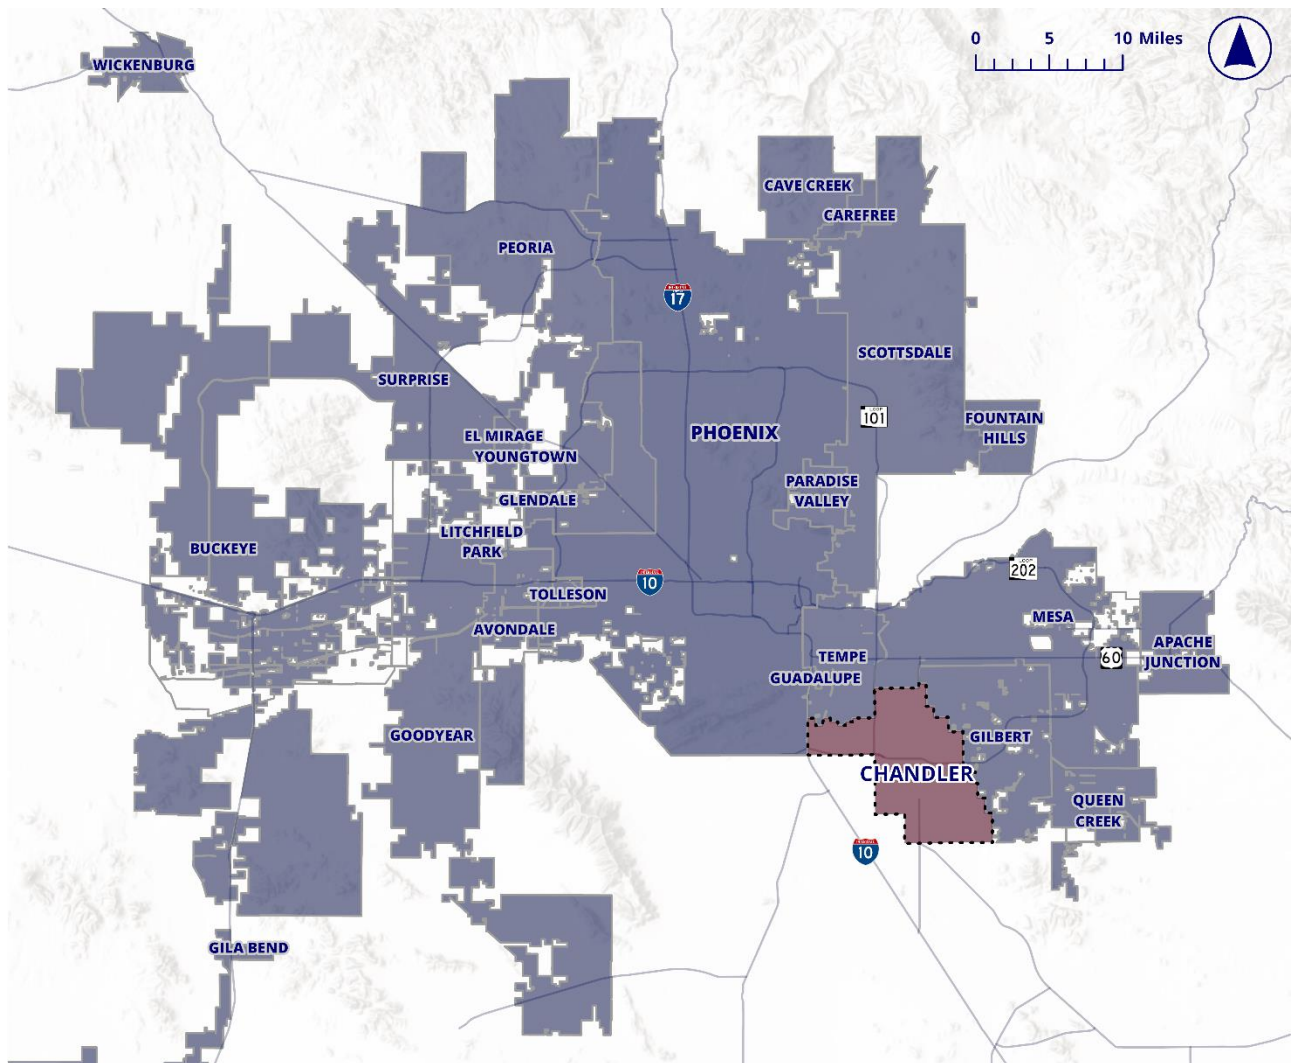 0 5 10 Miles
WICKENBURG
CAVE CREEK
CAREFREE
PEORIA
17
SCOTTSDALE
SURPRISE
LOOP
101
FOUNTAIN
HILLS
PHOENIX
EL MIRAGE
YOUNGTOWN
PARADISE
VALLEY
GLENDALE
LITCHFIELD
PARK
BUCKEYE
LOOP
202
10
TOLLESON
MESA
AVONDALE
APACHE
JUNCTION
60
TEMPE
GUADALUPE
GOODYEAR
GILBERT
CHANDLER
QUEEN
CREEK
10
GILA BEND